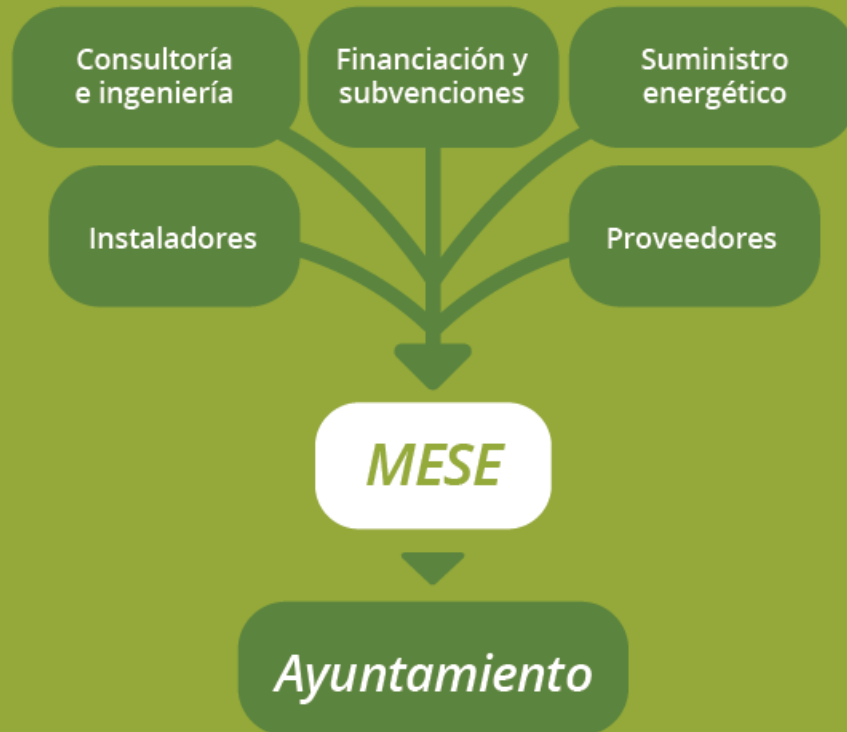 Consultoría
e ingeniería
Financiación y
subvenciones
Suministro
energético
Instaladores
Proveedores
MESE
Ayuntamiento